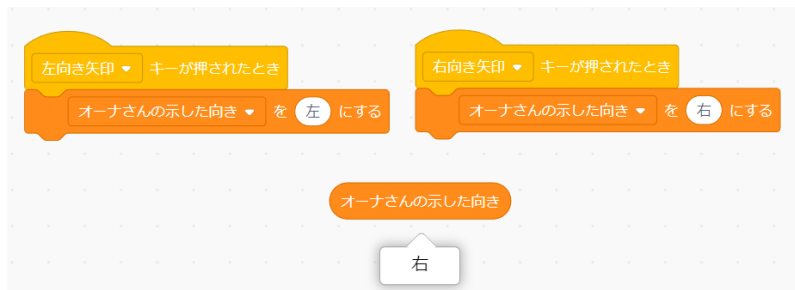 左向き矢印 キーが押されたとき
オーナさんの示した向き を 左 にする
右向き矢印 キーが押されたとき
オーナさんの示した向き を 右 にする
オーナさんの示した向き
右